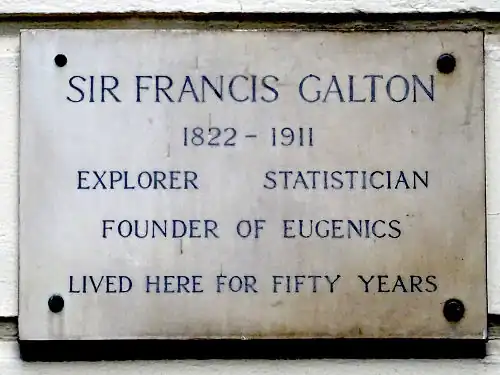 SIR FRANCIS GALTON
1822 - 1911
EXPLORER STATISTICIAN
FOUNDER OF EUGENICS
LIVED HERE FOR FIFTY YEARS